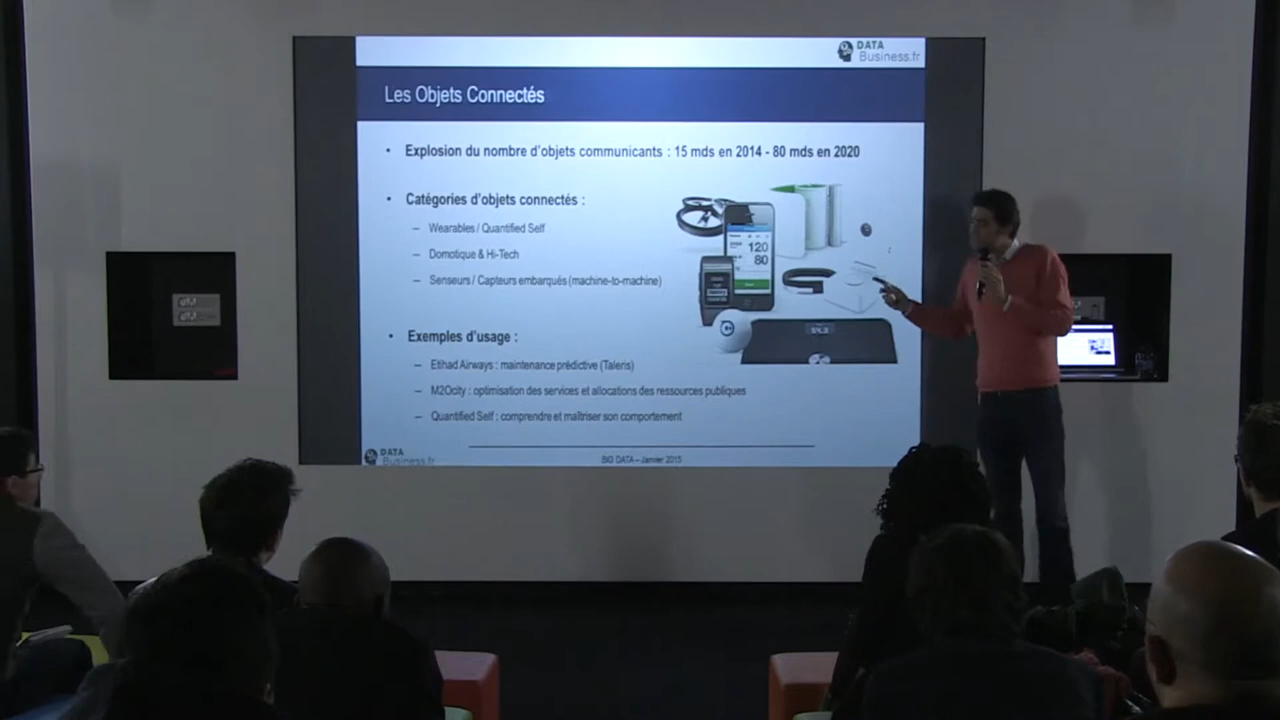 DATA
Business.fr
Les Objets Connectés
• Explosion du nombre d'objets communicants : 15 mds en 2014 - 80 mds en 2020
• Catégories d'objets connectés :
– Wearables / Quantified Self
– Domotique & Hi-Tech
– Senseurs / Capteurs embarqués (machine-to-machine)
120
80
• Exemples d'usage :
– Etihad Airways : maintenance prédictive (Taleris)
– M2Ocity : optimisation des services et allocations des ressources publiques
– Quantified Self : comprendre et maîtriser son comportement
DATA
Business.fr
BIG DATA – Janvier 2015